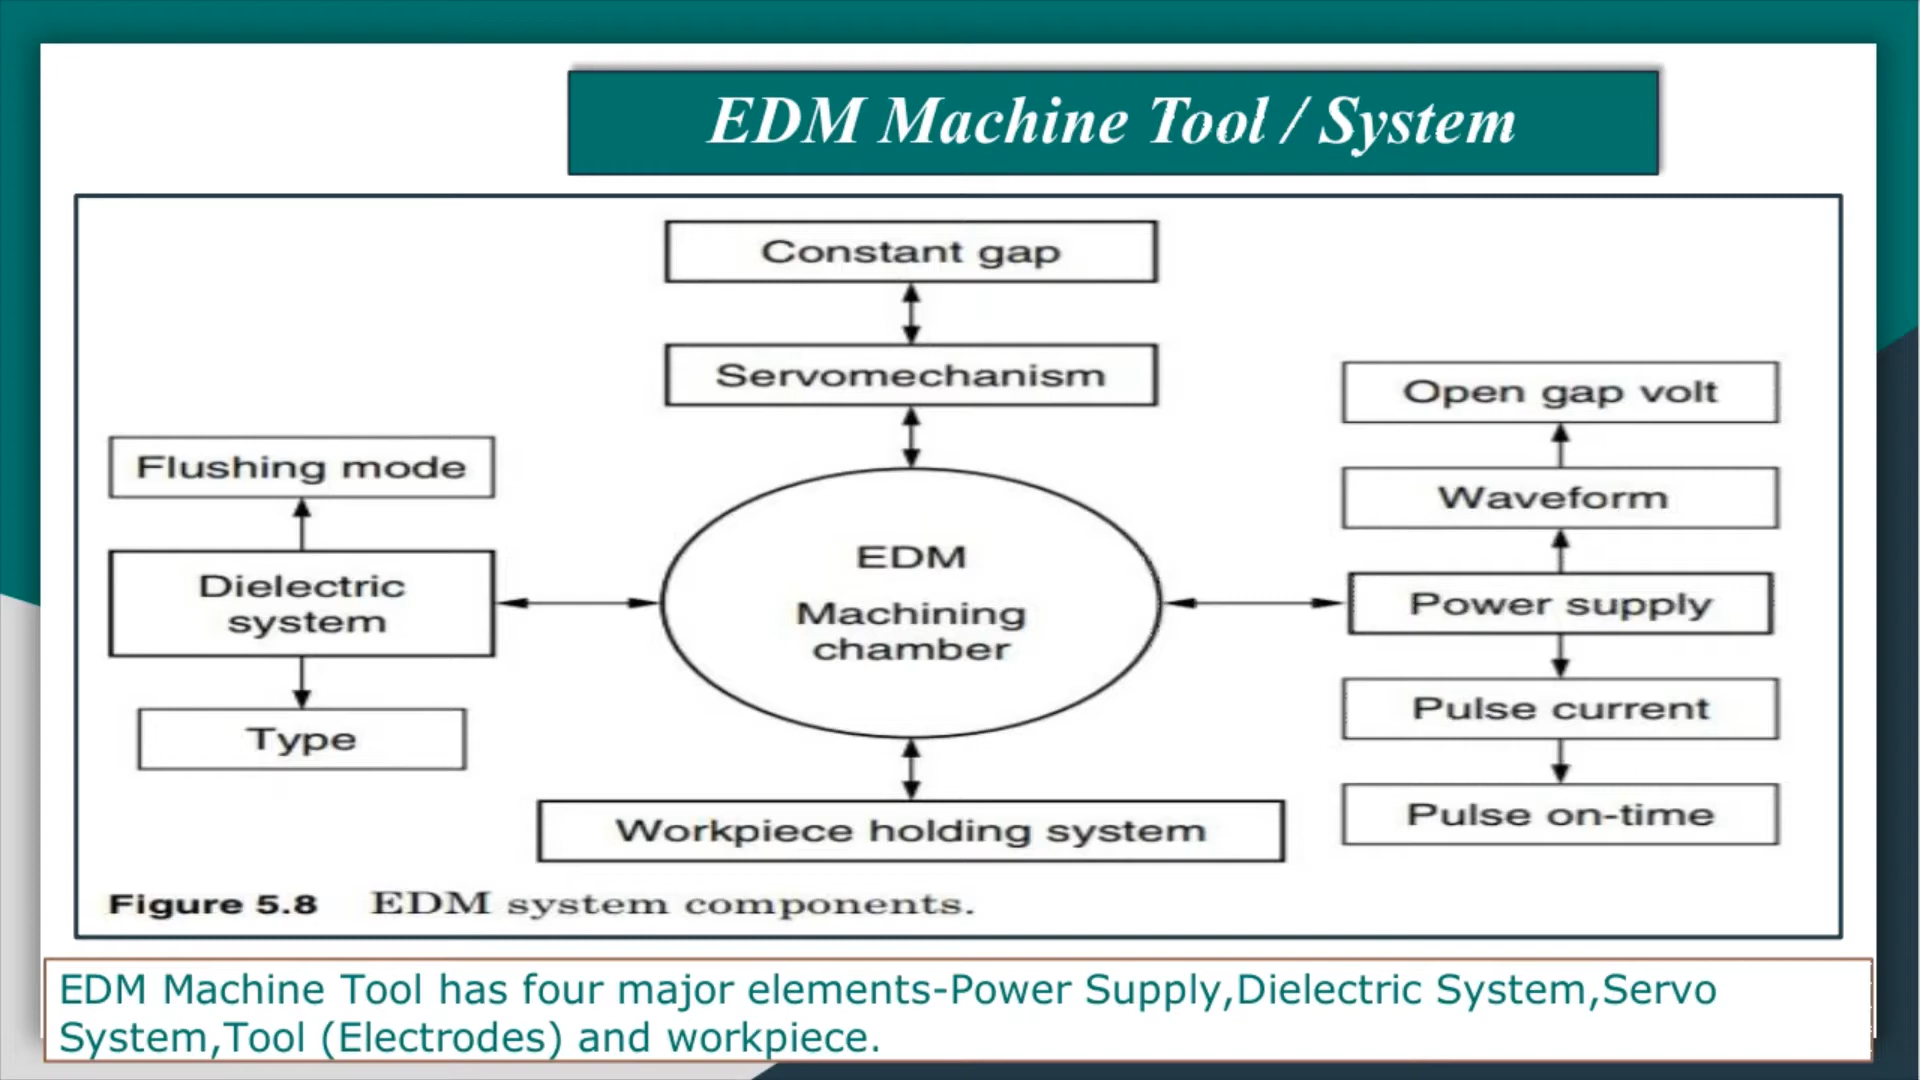 EDM Machine Tool / System
Constant gap
Servomechanism
Open gap volt
Flushing mode
Waveform
EDM
Machining
chamber
Dielectric
system
Power supply
Type
Pulse current
Pulse on-time
Workpiece holding system
Figure 5.8 EDM system components.
EDM Machine Tool has four major elements-Power Supply,Dielectric System,Servo
System,Tool (Electrodes) and workpiece.